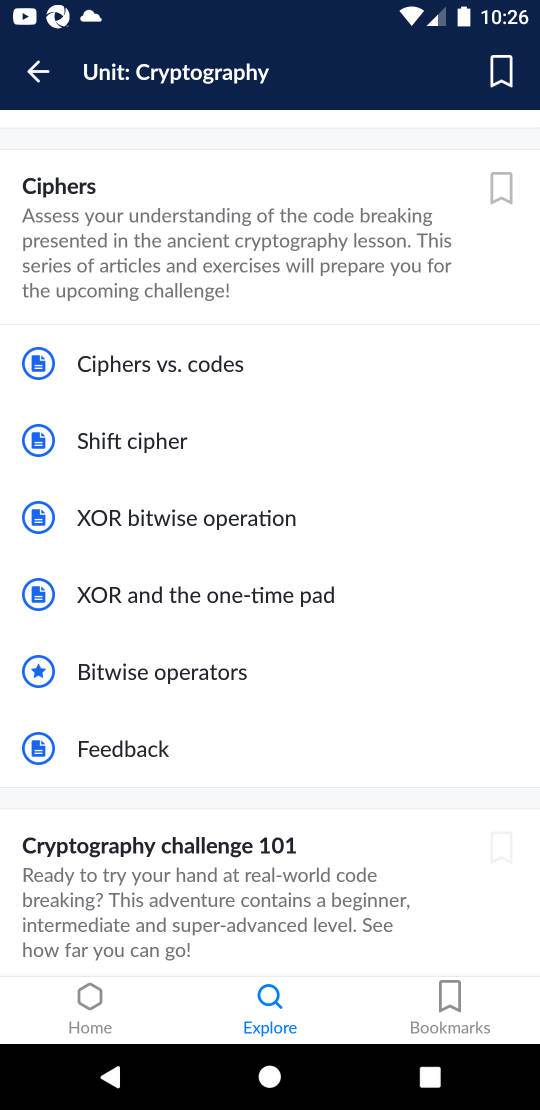 10:26
Unit: Cryptography
Ciphers
Assess your understanding of the code breaking
presented in the ancient cryptography lesson. This
series of articles and exercises will prepare you for
the upcoming challenge!
Ciphers vs. codes
Shift cipher
XOR bitwise operation
XOR and the one-time pad
Bitwise operators
Feedback
Cryptography challenge 101
Ready to try your hand at real-world code
breaking? This adventure contains a beginner,
intermediate and super-advanced level. See
how far you can go!
Home
Explore
Bookmarks